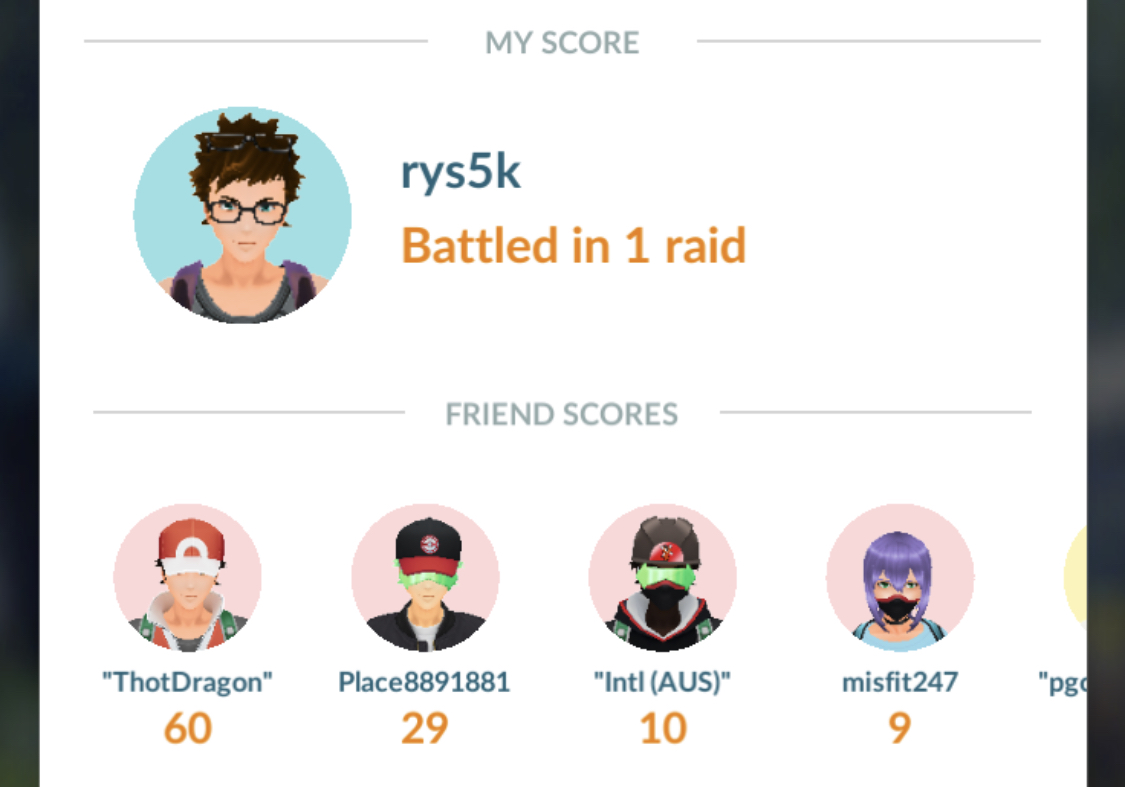 MY SCORE
rys5k
Battled in 1 raid
FRIEND SCORES
"ThotDragon" Place8891881 "Intl (AUS)" misfit247
60 29 10 9